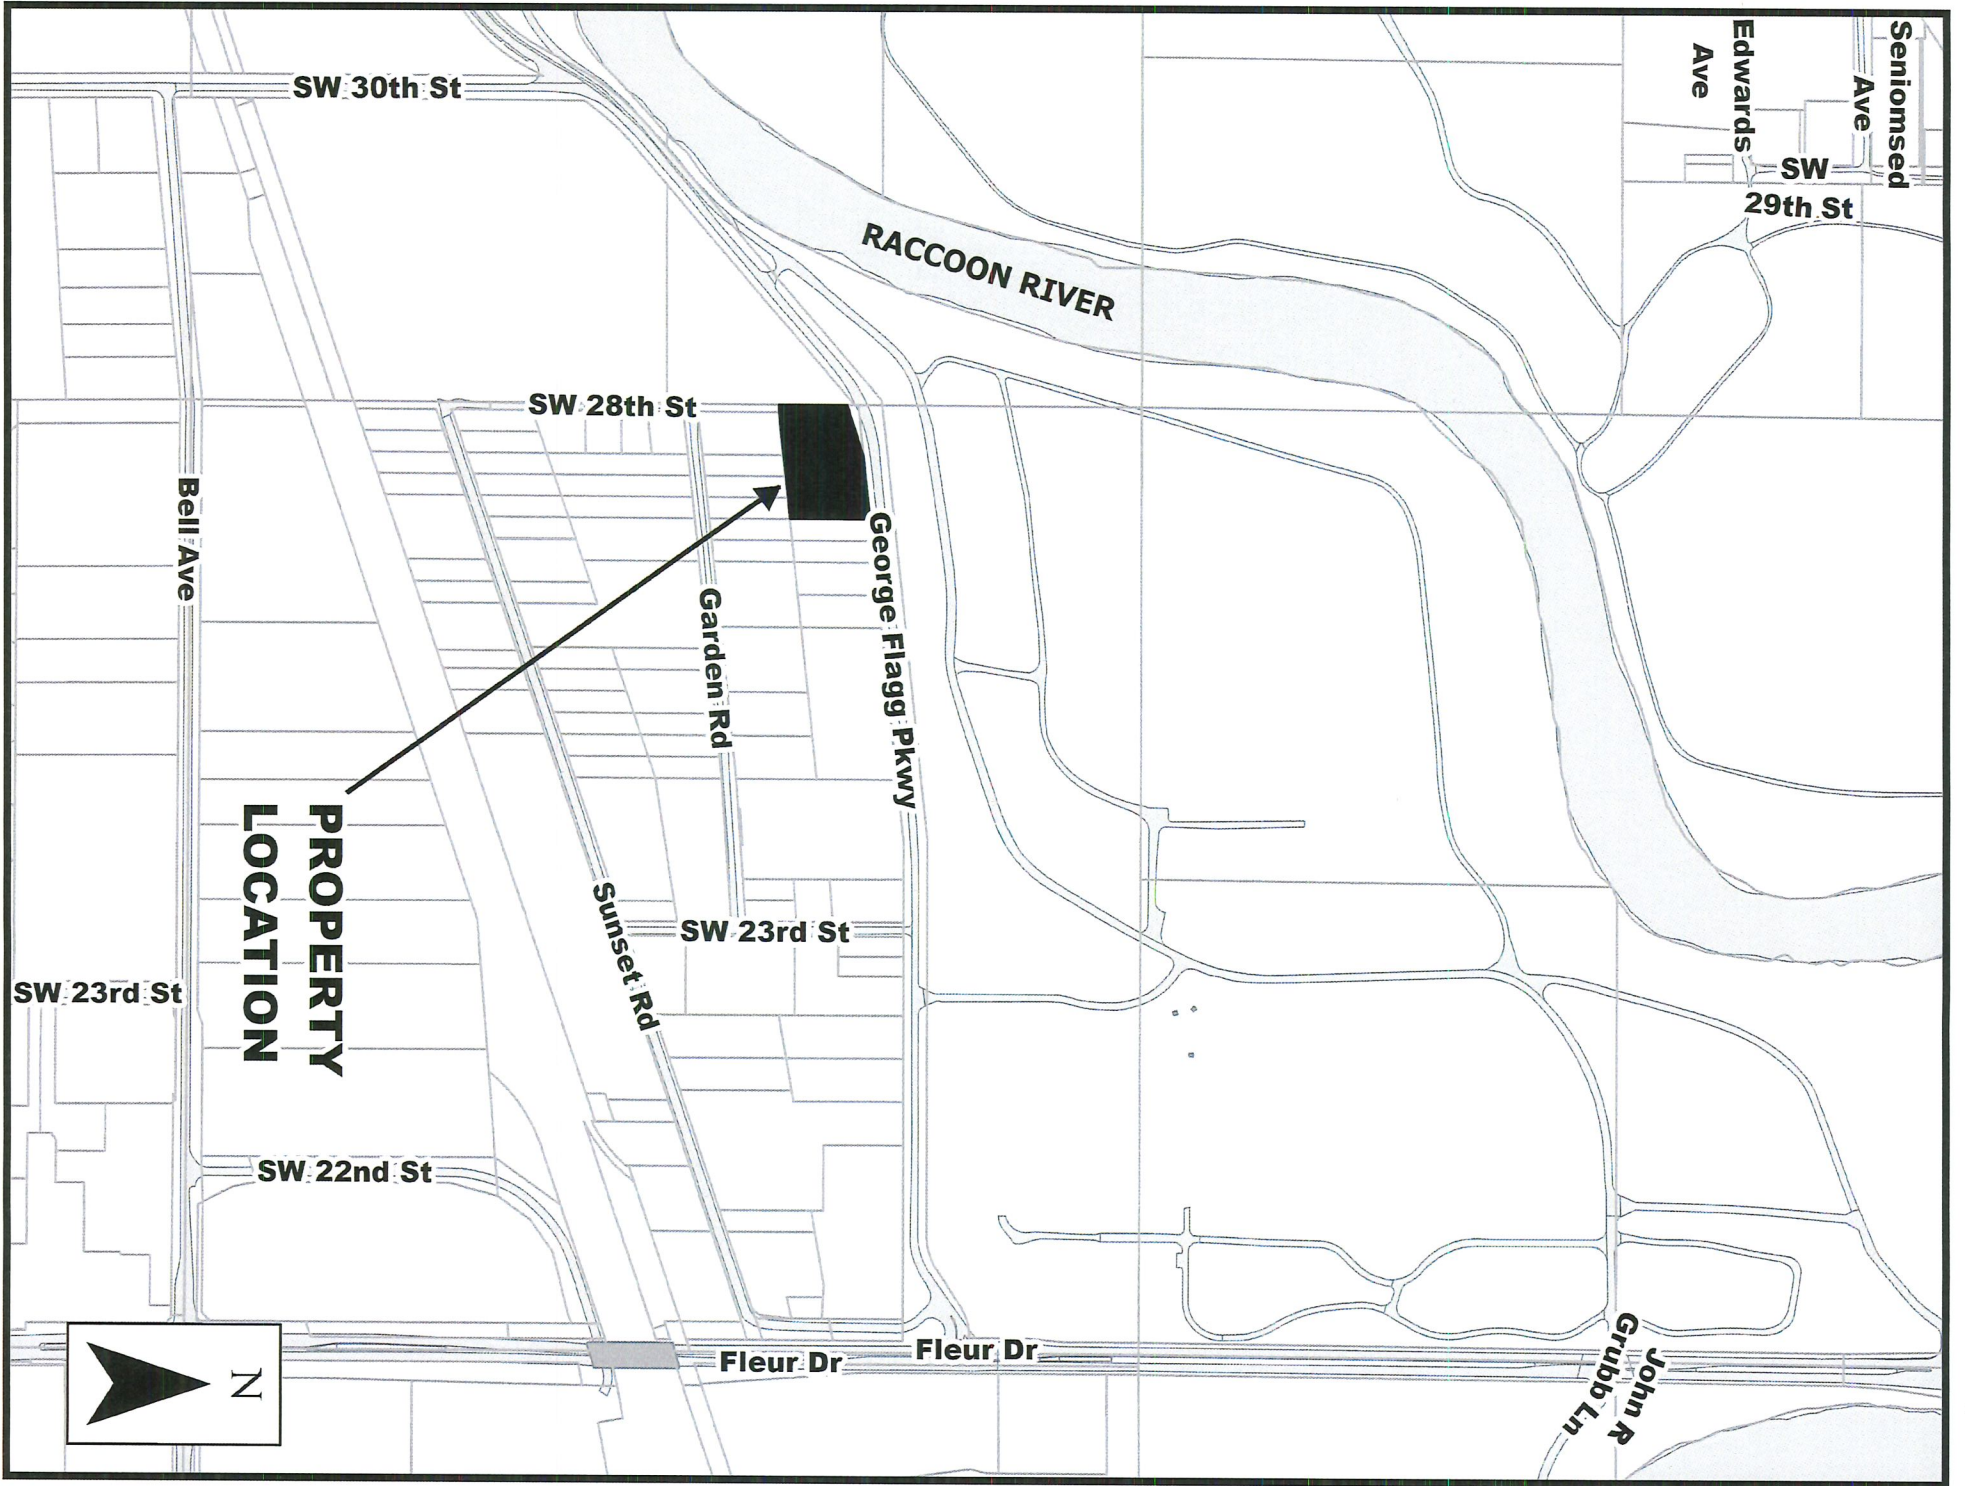 Seniomsed
Ave
Edwards
Ave
SW
29th St
SW 30th St
RACCOON RIVER
SW 28th St
Bell Ave
Garden Rd
George Flagg Pkwy
PROPERTY
LOCATION
Sunset Rd
SW 23rd St
SW 23rd St
SW 22nd St
Fleur Dr
Fleur Dr
John R
Grubb Ln
N